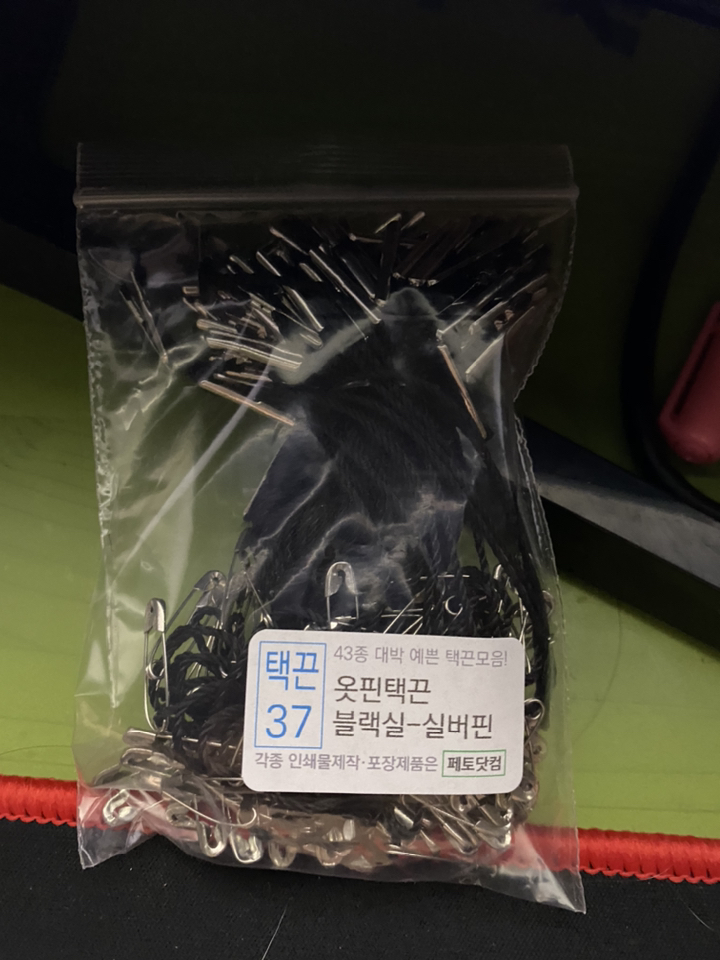 택끈
37
43종 대박 예쁜 택끈모음!
옷핀택끈
블랙실-실버핀
각종 인쇄물제작·포장제품은 페토닷컴